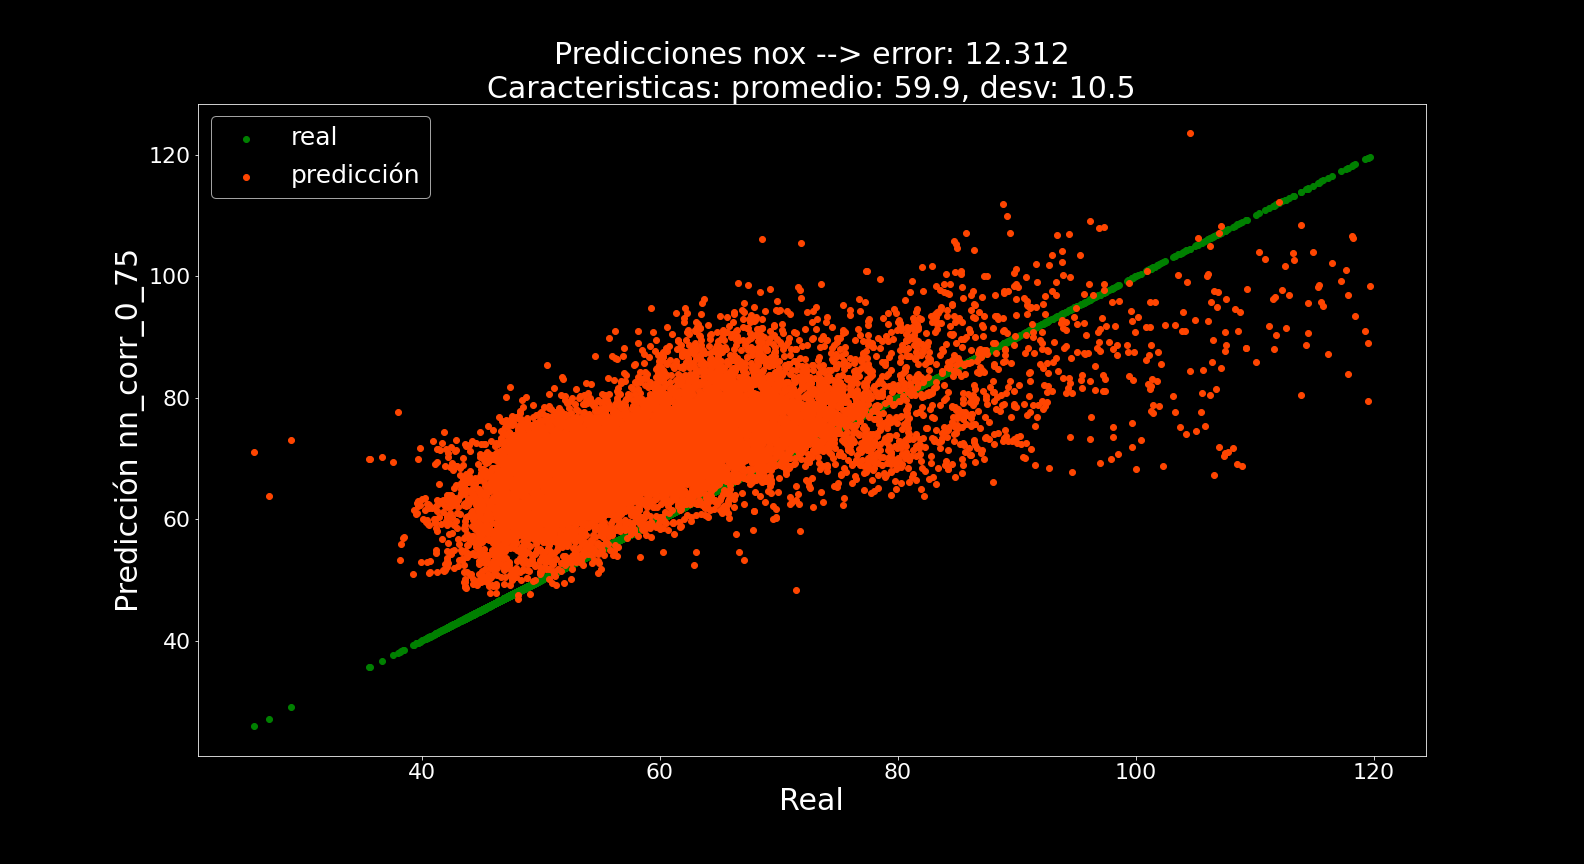 Predicciones nox --> error: 12.312
Caracteristicas: promedio: 59.9, desv: 10.5
real
predicción
120
100
80
60
40
Predicción nn_corr_0_75
40 60 80 100 120
Real